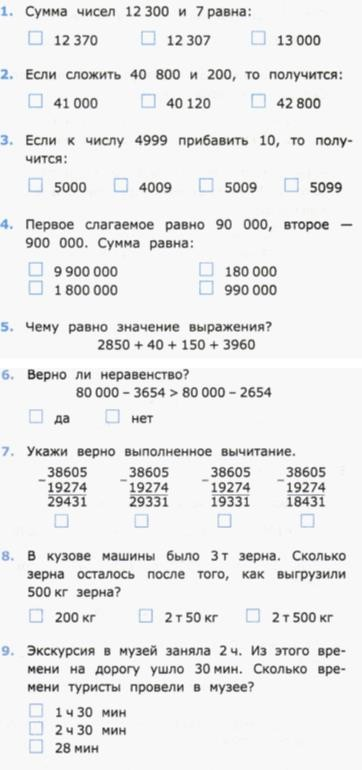 1. Сумма чисел 12 300 и 7 равна:
12 370 12 307 13 000
2. Если сложить 40 800 и 200, то получится:
41 000 40 120 42 800
3. Если к числу 4999 прибавить 10, то полу-
чится:
5000 4009 5009 5099
4. Первое слагаемое равно 90 000, второе —
900 000. Сумма равна:
9 900 000 180 000
1 800 000 990 000
5. Чему равно значение выражения?
2850 + 40 + 150 + 3960
6. Верно ли неравенство?
80 000 – 3654 > 80 000 – 2654
да нет
7. Укажи верно выполненное вычитание.
38605 38605 38605 38605
– 19274 – 19274 – 19274 – 19274
29431 29331 19331 18431
8. В кузове машины было 3 т зерна. Сколько
зерна осталось после того, как выгрузили
500 кг зерна?
200 кг 2 т 50 кг 2 т 500 кг
9. Экскурсия в музей заняла 2 ч. Из этого вре-
мени на дорогу ушло 30 мин. Сколько вре-
мени туристы провели в музее?
1 ч 30 мин
2 ч 30 мин
28 мин